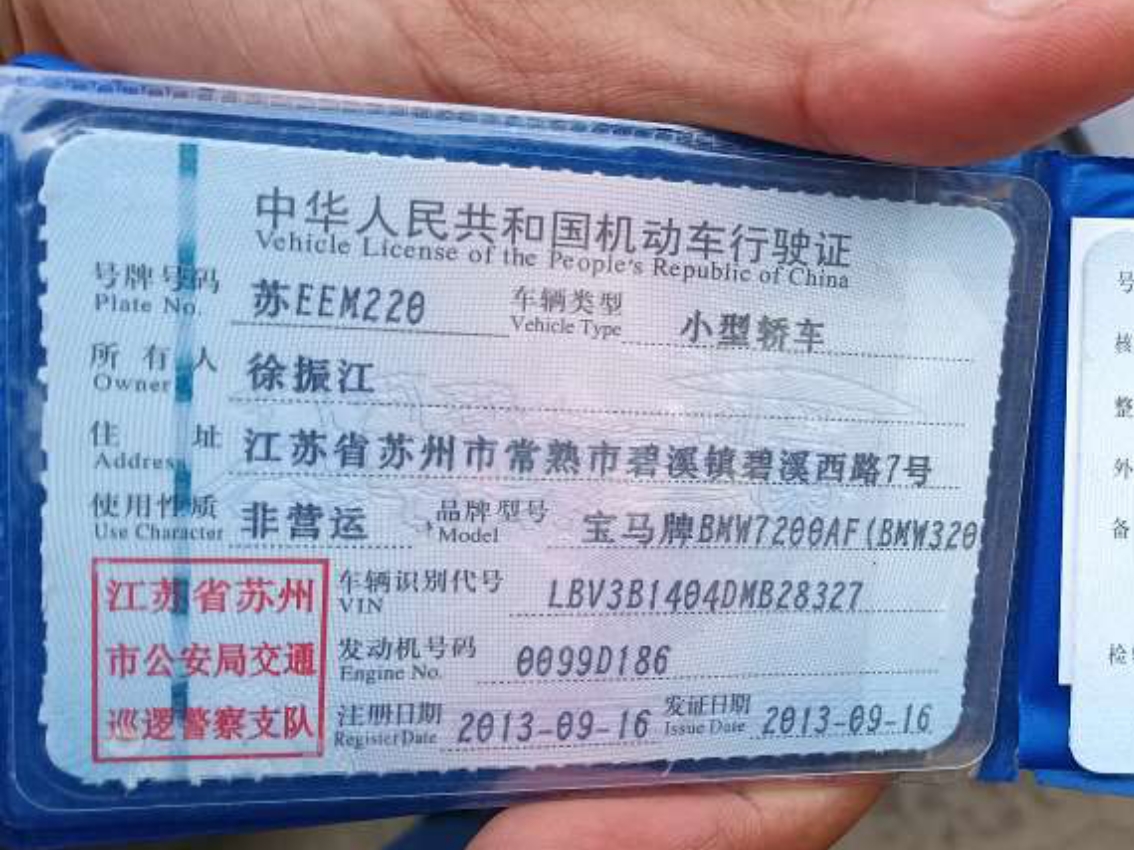 中华人民共和国机动车行驶证
Vehicle License of the People's Republic of China
号牌号码 苏EEM220 车辆类型 小型轿车
Plate No. Vehicle Type
所有人 徐振江
Owner
住址 江苏省苏州市常熟市碧溪镇碧溪西路7号
Address
使用性质 非营运 品牌型号 宝马牌BMW7200AF(BMW320
Use Character Model
车辆识别代号 LBV3B1404DMB28327
VIN
发动机号码 0099D186
Engine No.
注册日期 2013-09-16 发证日期 2013-09-16
Register Date Issue Date
江苏省苏州
市公安局交通
巡逻警察支队
号
核
整
外
备
检